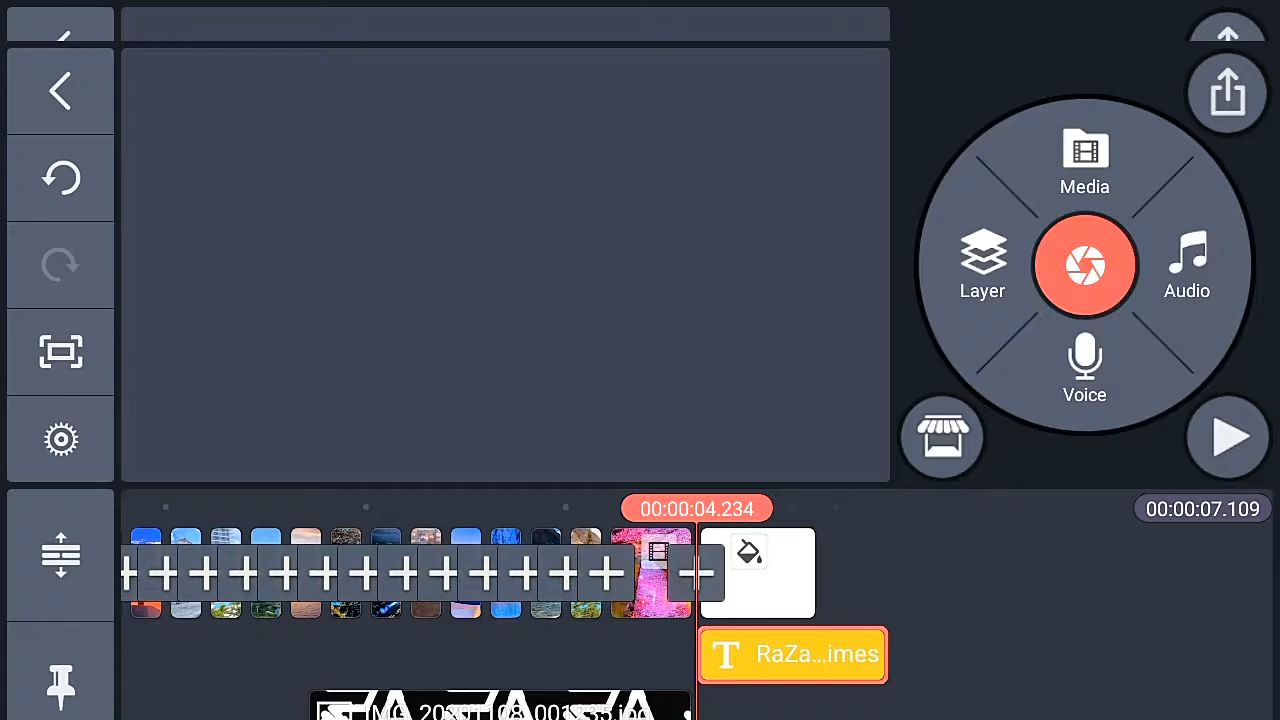 Media
Layer
Audio
Voice
00:00:04.234
00:00:07.109
T RaZa...imes